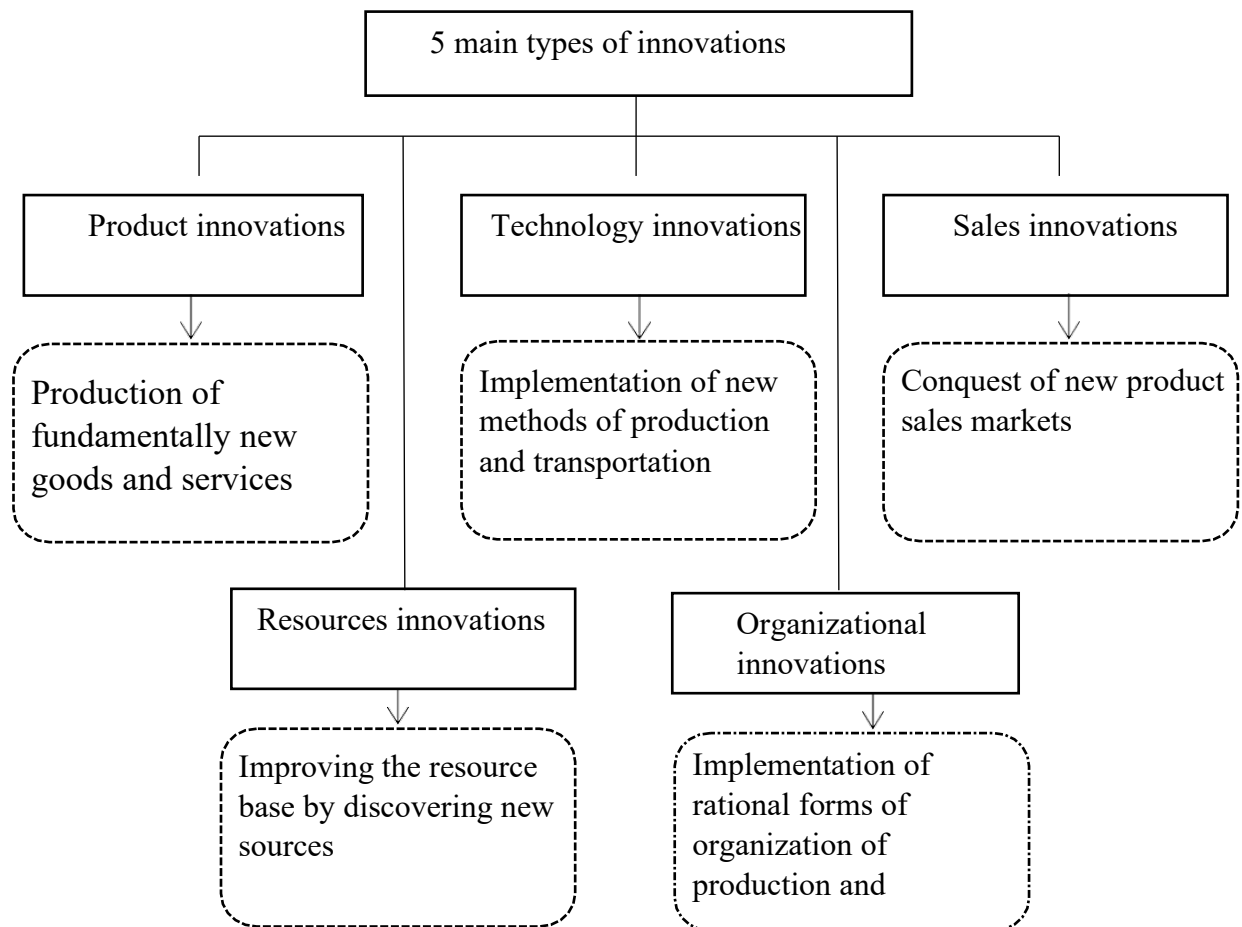 5 main types of innovations
Product innovations
Technology innovations
Sales innovations
Production of
fundamentally new
goods and services
Implementation of new
methods of production
and transportation
Conquest of new product
sales markets
Resources innovations
Organizational
innovations
Improving the resource
base by discovering new
sources
Implementation of
rational forms of
organization of
production and